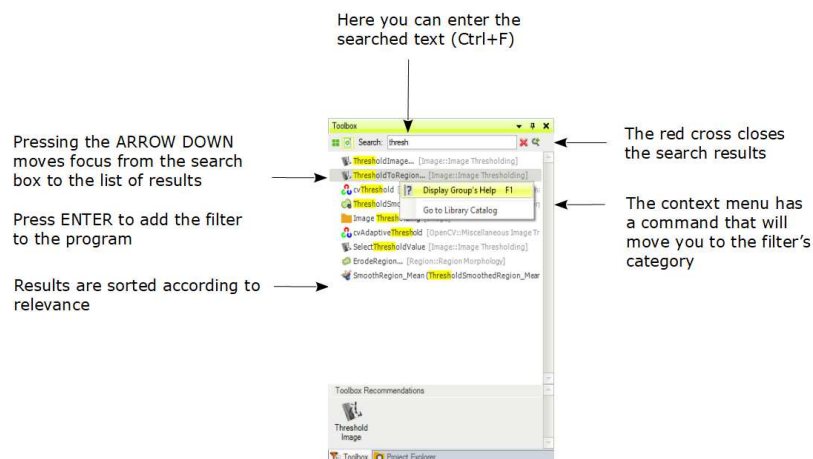 Here you can enter the
searched text (Ctrl+F)
Pressing the ARROW DOWN
moves focus from the search
box to the list of results
Press ENTER to add the filter
to the program
Results are sorted according to
relevance
Toolbox
Search: thresh
ThresholdImage... [Image::Image Thresholding]
ThresholdToRegion... [Image::Image Thresholding]
cvThreshold
Display Group's Help F1
ThresholdSmo
Go to Library Catalog
Image Thresholding [Image]
cvAdaptiveThreshold [OpenCV::Miscellaneous Image Tr
SelectThresholdValue [Image::Image Thresholding]
ErodeRegion... [Region::Region Morphology]
SmoothRegion_Mean (ThresholdSmoothedRegion_Mear
Toolbox Recommendations
Threshold
Image
Toolbox Project Explorer
The red cross closes
the search results
The context menu has
a command that will
move you to the filter's
category